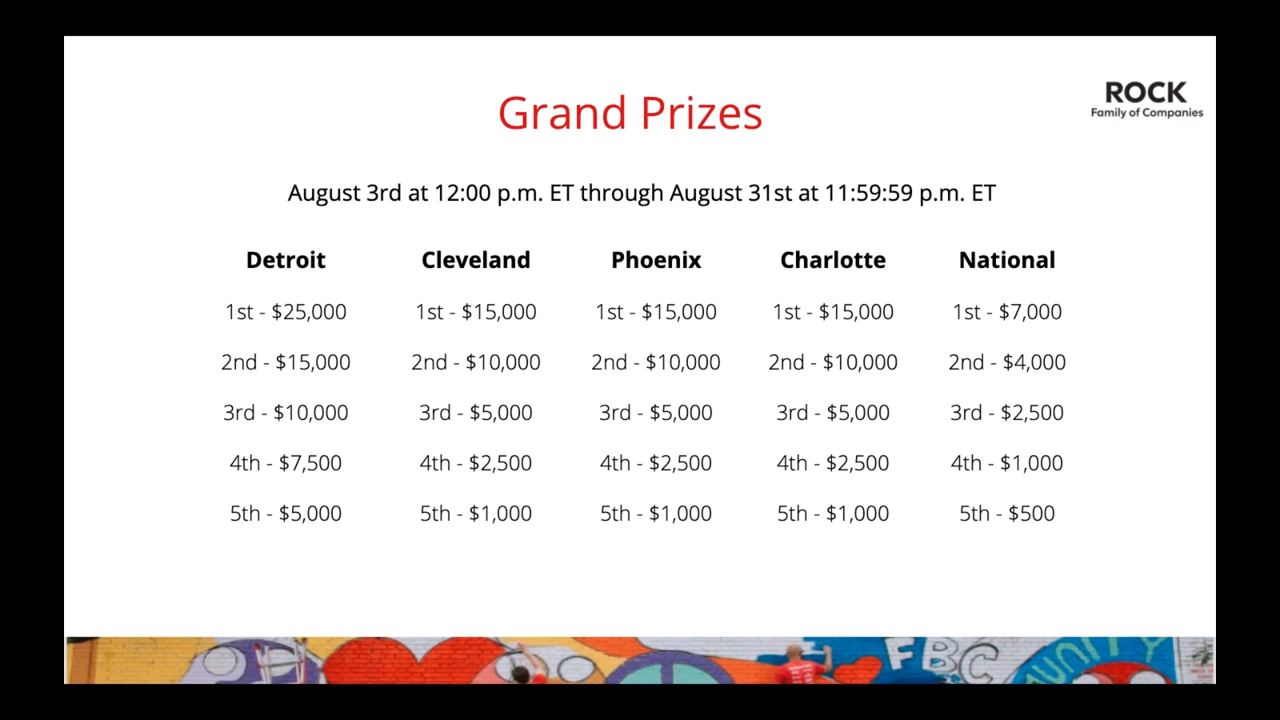 ROCK
Family of Companies
Grand Prizes
August 3rd at 12:00 p.m. ET through August 31st at 11:59:59 p.m. ET
Detroit Cleveland Phoenix Charlotte National
1st - $25,000 1st - $15,000 1st - $15,000 1st - $15,000 1st - $7,000
2nd - $15,000 2nd - $10,000 2nd - $10,000 2nd - $10,000 2nd - $4,000
3rd - $10,000 3rd - $5,000 3rd - $5,000 3rd - $5,000 3rd - $2,500
4th - $7,500 4th - $2,500 4th - $2,500 4th - $2,500 4th - $1,000
5th - $5,000 5th - $1,000 5th - $1,000 5th - $1,000 5th - $500
FBC